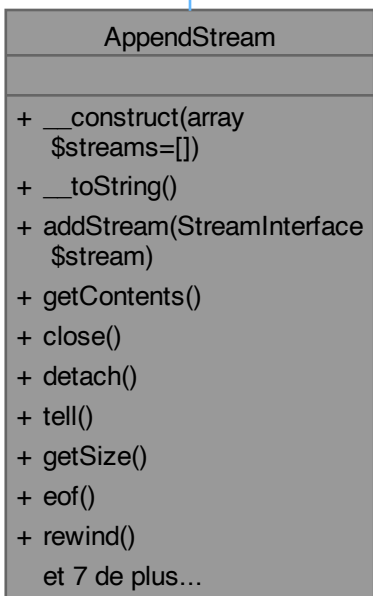 AppendStream
+ __construct(array
$streams=[])
+ __toString()
+ addStream(StreamInterface
$stream)
+ getContents()
+ close()
+ detach()
+ tell()
+ getSize()
+ eof()
+ rewind()
et 7 de plus...